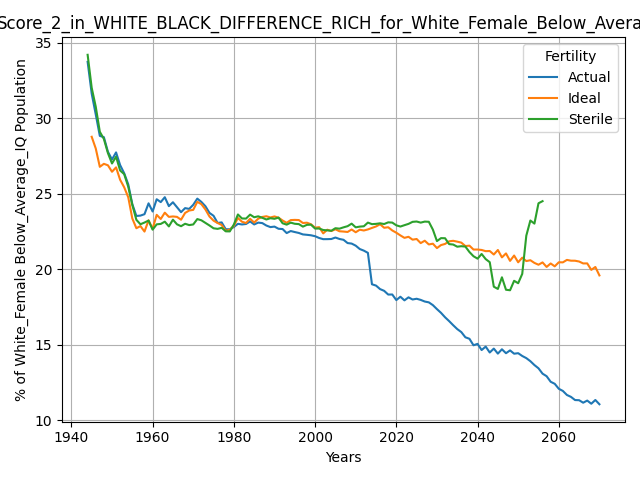 Score_2_in_WHITE_BLACK_DIFFERENCE_RICH_for_White_Female_Below_Avera
% of White_Female Below_Average_IQ Population
35
30
25
20
15
10
Fertility
Actual
Ideal
Sterile
1940 1960 1980 2000 2020 2040 2060
Years